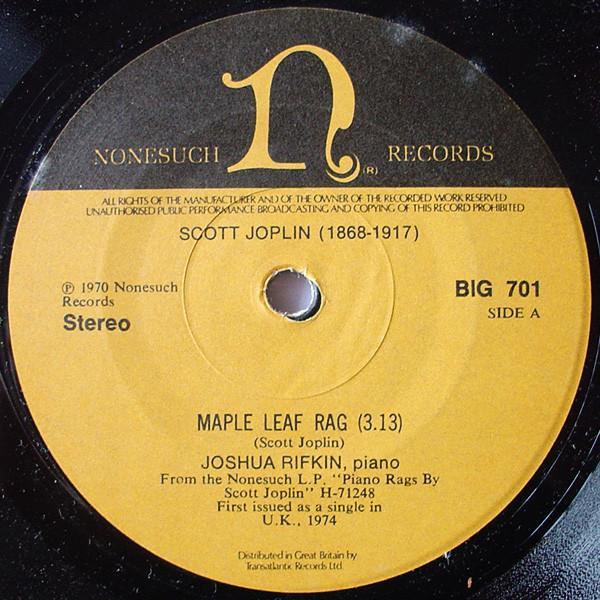 n
NONESUCH RECORDS
(R)
ALL RIGHTS OF THE MANUFACTURER AND OF THE OWNER OF THE RECORDED WORK RESERVED
UNAUTHORISED PUBLIC PERFORMANCE BROADCASTING AND COPYING OF THIS RECORD PROHIBITED
SCOTT JOPLIN (1868-1917)
℗ 1970 Nonesuch
Records
Stereo
BIG 701
SIDE A
MAPLE LEAF RAG (3.13)
(Scott Joplin)
JOSHUA RIFKIN, piano
From the Nonesuch L.P. "Piano Rags By
Scott Joplin" H-71248
First issued as a single in
U.K., 1974
Distributed in Great Britain by
Transatlantic Records Ltd.